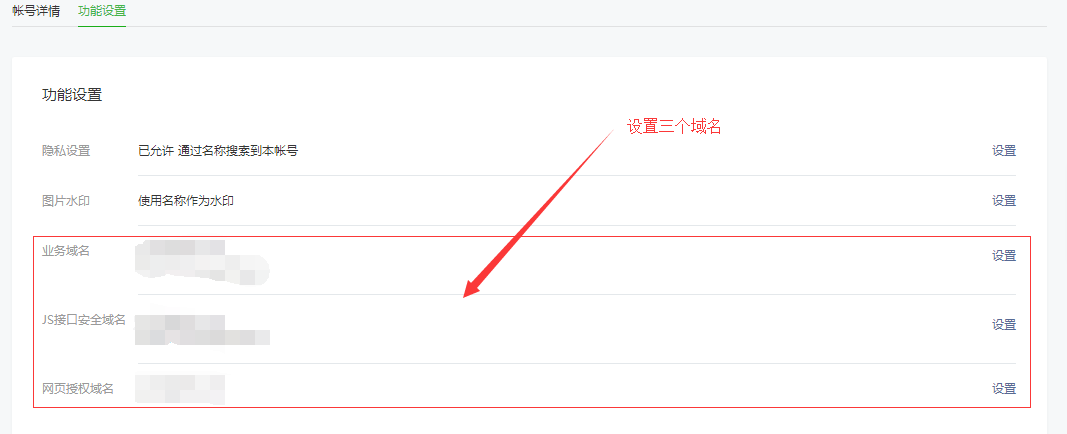 帐号详情 功能设置
功能设置
设置三个域名
隐私设置 已允许 通过名称搜索到本帐号 设置
图片水印 使用名称作为水印 设置
业务域名 设置
JS接口安全域名 设置
网页授权域名 设置